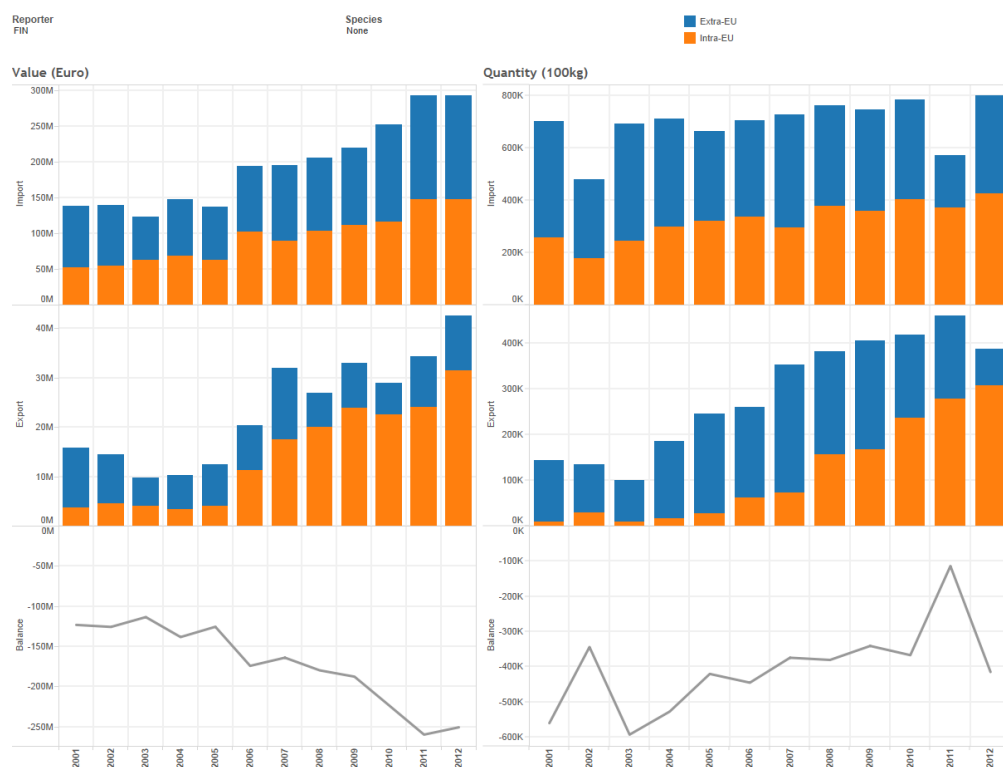 Reporter
FIN
Species
None
Extra-EU
Intra-EU
Value (Euro)
Quantity (100kg)
300M
250M
200M
150M
100M
50M
0M
Import
800K
600K
400K
200K
0K
Import
40M
30M
20M
10M
0M
Export
400K
300K
200K
100K
0K
Export
0M
-50M
-100M
-150M
-200M
-250M
Balance
0K
-100K
-200K
-300K
-400K
-500K
-600K
Balance
2001 2002 2003 2004 2005 2006 2007 2008 2009 2010 2011 2012
2001 2002 2003 2004 2005 2006 2007 2008 2009 2010 2011 2012